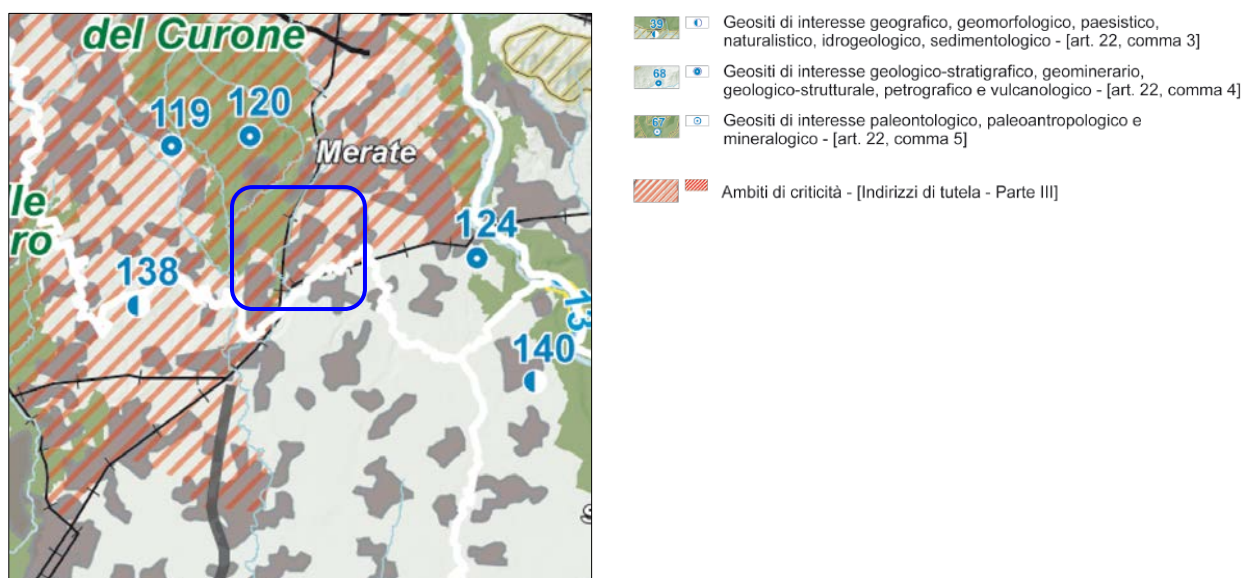 del Curone
119
120
Merate
lle
ro
124
138
13
140
S
39
Geositi di interesse geografico, geomorfologico, paesistico,
naturalistico, idrogeologico, sedimentologico - [art. 22, comma 3]
68
Geositi di interesse geologico-stratigrafico, geominerario,
geologico-strutturale, petrografico e vulcanologico - [art. 22, comma 4]
67
Geositi di interesse paleontologico, paleoantropologico e
mineralogico - [art. 22, comma 5]
Ambiti di criticità - [Indirizzi di tutela - Parte III]